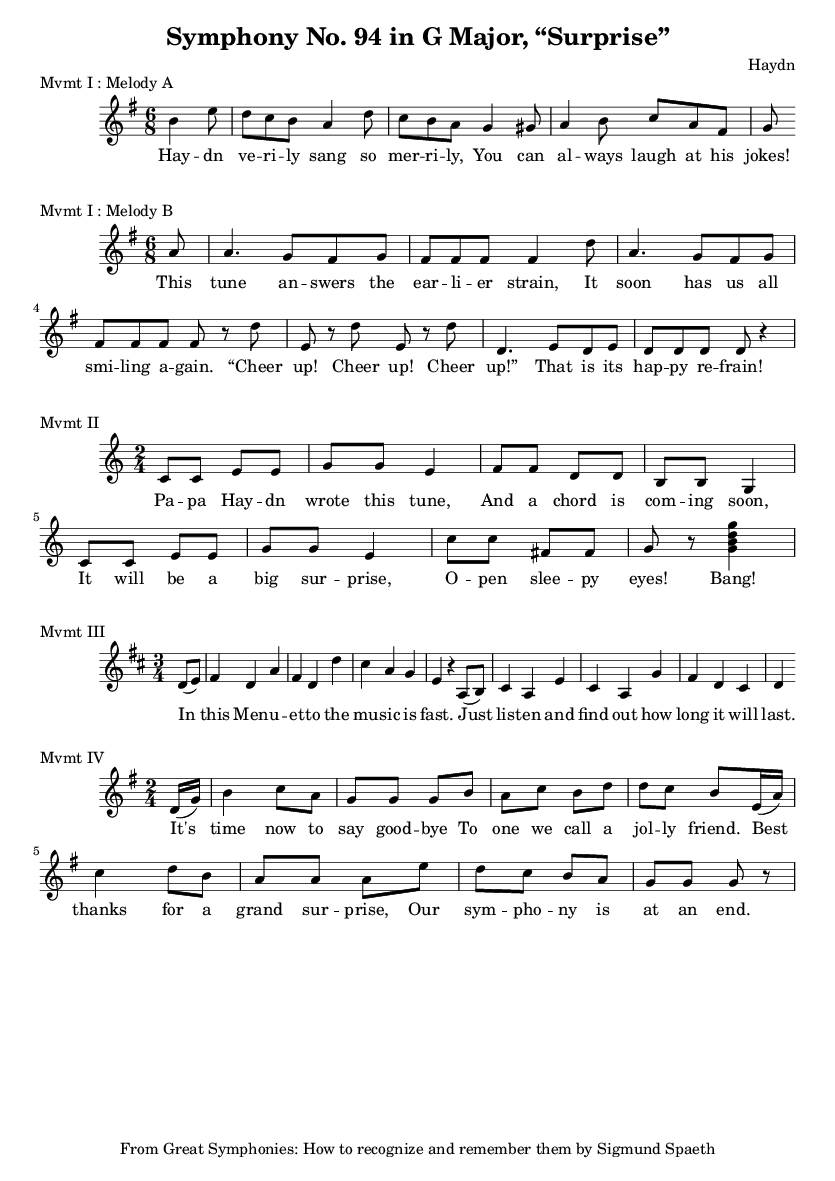 Symphony No. 94 in G Major, “Surprise”
Haydn
Mvmt I : Melody A
6
8
Hay -- dn ve -- ri -- ly sang so mer -- ri -- ly, You can al -- ways laugh at his jokes!
Mvmt I : Melody B
6
8
This tune an -- swers the ear -- li -- er strain, It soon has us all
4
smi -- ling a -- gain. “Cheer up! Cheer up! Cheer up!” That is its hap -- py re -- frain!
Mvmt II
2
4
Pa -- pa Hay -- dn wrote this tune, And a chord is com -- ing soon,
5
It will be a big sur -- prise, O -- pen slee -- py eyes! Bang!
Mvmt III
3
4
In this Menu -- etto the music is fast. Just listen and find out how long it will last.
Mvmt IV
2
4
It's time now to say good -- bye To one we call a jol -- ly friend. Best
5
thanks for a grand sur -- prise, Our sym -- pho -- ny is at an end.
From Great Symphonies: How to recognize and remember them by Sigmund Spaeth